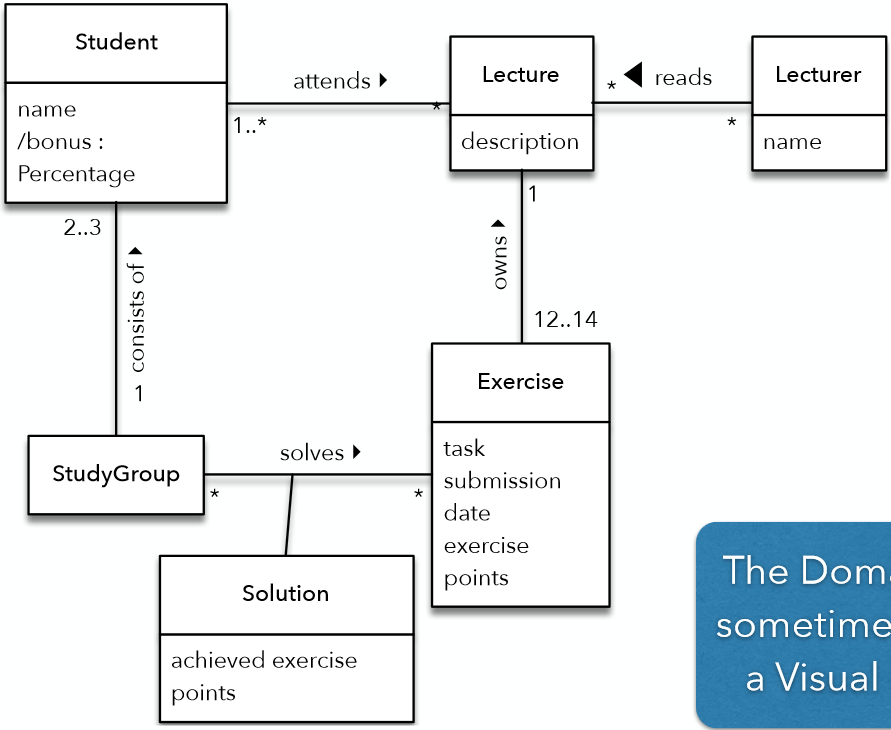 Student
name
/bonus :
Percentage
attends ▸
1..*
*
Lecture
description
* ◀ reads
*
Lecturer
name
2..3
consists of ▸
1
1
owns ▸
12..14
Exercise
task
submission
date
exercise
points
StudyGroup
solves ▸
*
*
Solution
achieved exercise
points
The Doma
sometime
a Visual